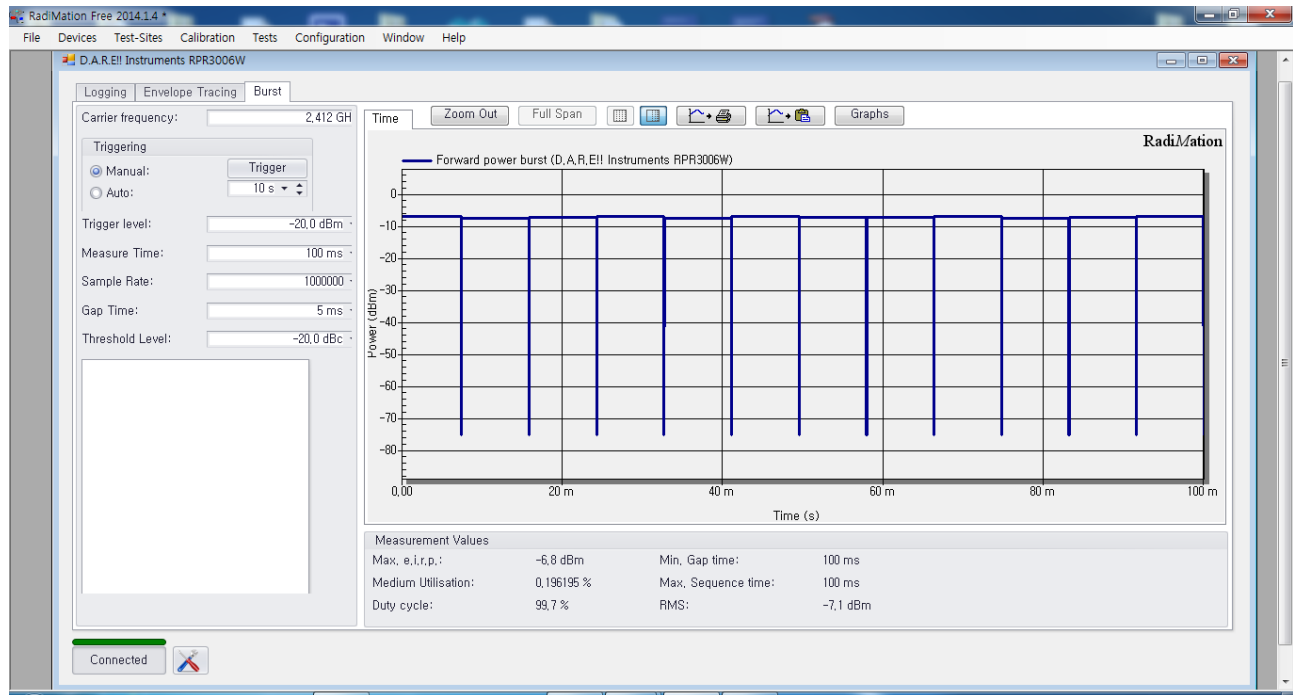 RadiMation Free 2014.1.4 *
File Devices Test-Sites Calibration Tests Configuration Window Help
D.A.R.E!! Instruments RPR3006W
Logging Envelope Tracing Burst
Carrier frequency: 2,412 GH
Triggering
Manual: Trigger
Auto: 10 s
Trigger level: -20,0 dBm
Measure Time: 100 ms
Sample Rate: 1000000
Gap Time: 5 ms
Threshold Level: -20,0 dBc
Time Zoom Out Full Span Graphs
RadiMation
Forward power burst (D,A,R,E!! Instruments RPR3006W)
Power (dBm)
0
-10
-20
-30
-40
-50
-60
-70
-80
0,00 20 m 40 m 60 m 80 m 100 m
Time (s)
Measurement Values
Max, e,i,r,p,: -6,8 dBm Min, Gap time: 100 ms
Medium Utilisation: 0,196195 % Max, Sequence time: 100 ms
Duty cycle: 99,7 % RMS: -7,1 dBm
Connected